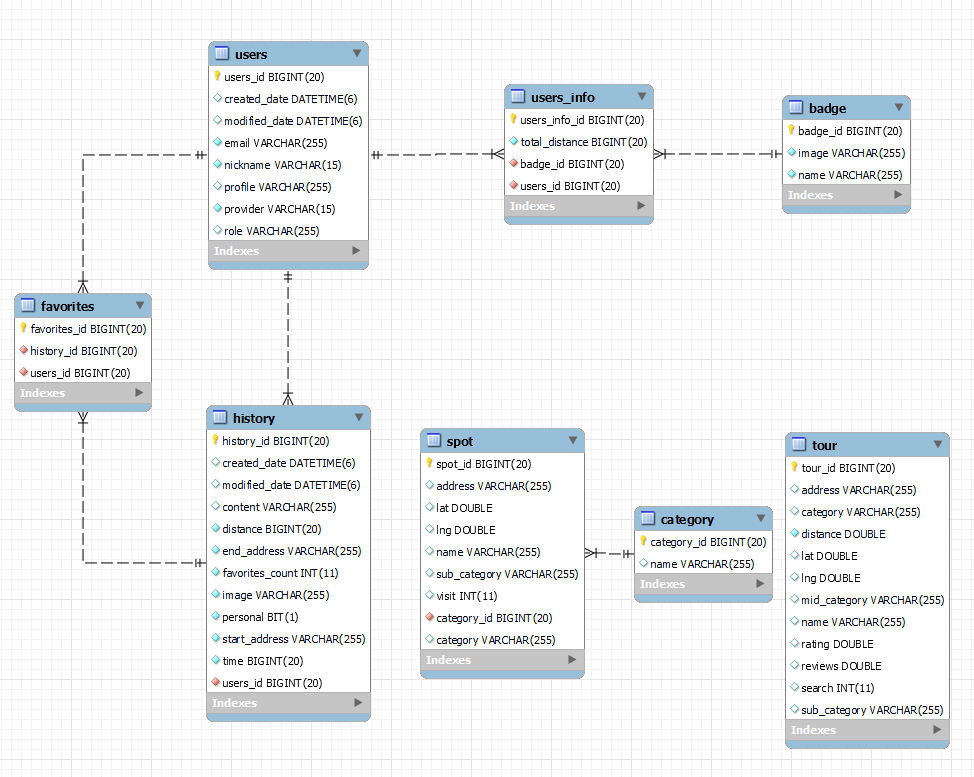 users
users_id BIGINT(20)
created_date DATETIME(6)
modified_date DATETIME(6)
email VARCHAR(255)
nickname VARCHAR(15)
profile VARCHAR(255)
provider VARCHAR(15)
role VARCHAR(255)
Indexes
users_info
users_info_id BIGINT(20)
total_distance BIGINT(20)
badge_id BIGINT(20)
users_id BIGINT(20)
Indexes
badge
badge_id BIGINT(20)
image VARCHAR(255)
name VARCHAR(255)
Indexes
favorites
favorites_id BIGINT(20)
history_id BIGINT(20)
users_id BIGINT(20)
Indexes
history
history_id BIGINT(20)
created_date DATETIME(6)
modified_date DATETIME(6)
content VARCHAR(255)
distance BIGINT(20)
end_address VARCHAR(255)
favorites_count INT(11)
image VARCHAR(255)
personal BIT(1)
start_address VARCHAR(255)
time BIGINT(20)
users_id BIGINT(20)
Indexes
spot
spot_id BIGINT(20)
address VARCHAR(255)
lat DOUBLE
lng DOUBLE
name VARCHAR(255)
sub_category VARCHAR(255)
visit INT(11)
category_id BIGINT(20)
category VARCHAR(255)
Indexes
category
category_id BIGINT(20)
name VARCHAR(255)
Indexes
tour
tour_id BIGINT(20)
address VARCHAR(255)
category VARCHAR(255)
distance DOUBLE
lat DOUBLE
lng DOUBLE
mid_category VARCHAR(255)
name VARCHAR(255)
rating DOUBLE
reviews DOUBLE
search INT(11)
sub_category VARCHAR(255)
Indexes